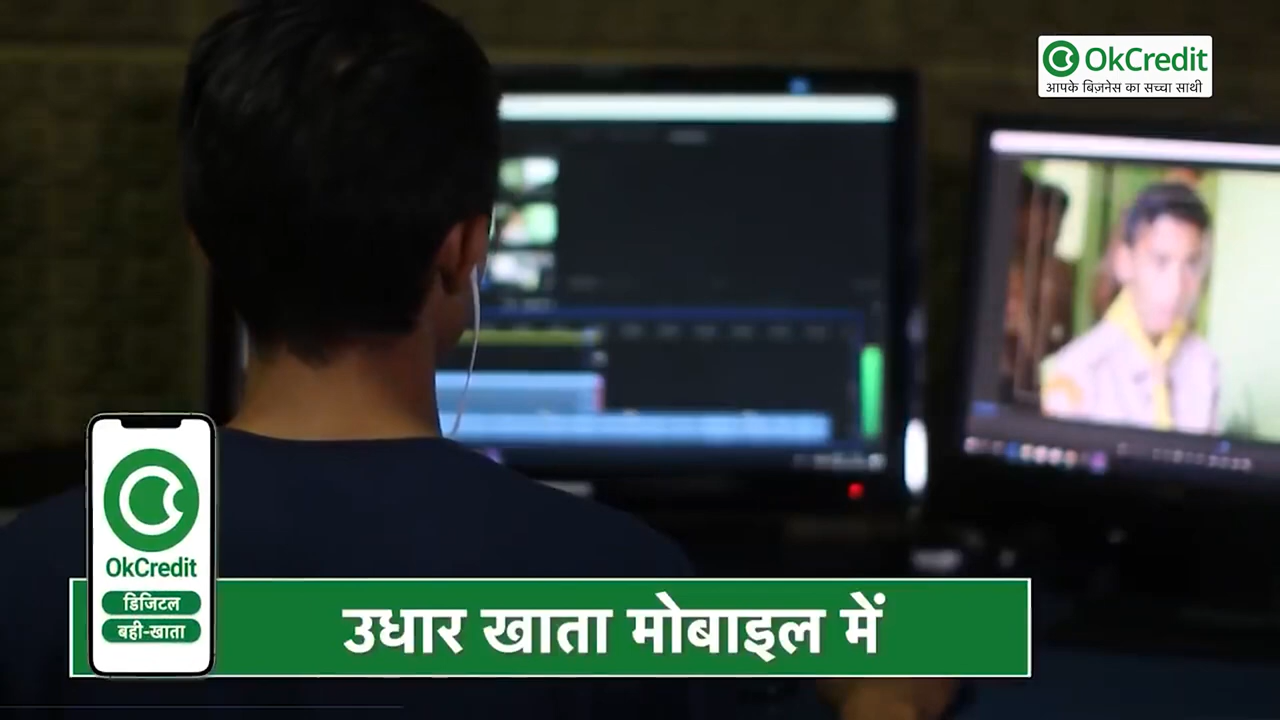 OkCredit
आपके बिज़नेस का सच्चा साथी
OkCredit
डिजिटल
बही-खाता
उधार खाता मोबाइल में